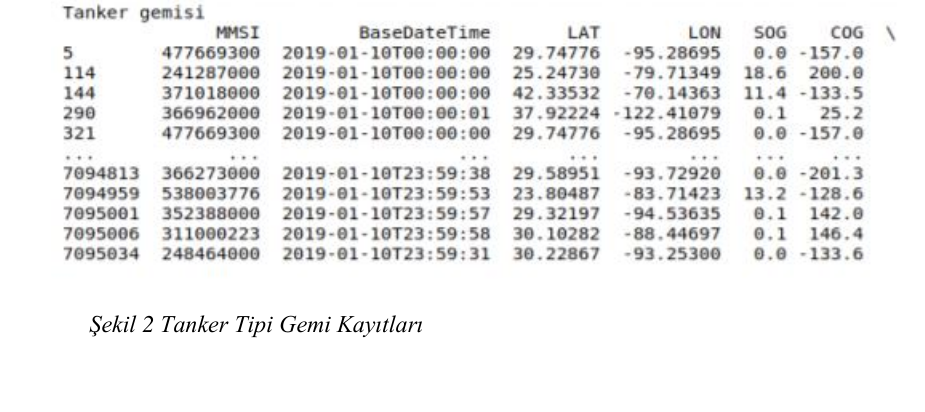 Tanker gemisi
MMSI BaseDateTime LAT LON SOG COG \
5 477669300 2019-01-10T00:00:00 29.74776 -95.28695 0.0 -157.0
114 241287000 2019-01-10T00:00:00 25.24730 -79.71349 18.6 200.0
144 371018000 2019-01-10T00:00:00 42.33532 -70.14363 11.4 -133.5
290 366962000 2019-01-10T00:00:01 37.92224 -122.41079 0.1 25.2
321 477669300 2019-01-10T00:00:00 29.74776 -95.28695 0.0 -157.0
... ... ... ... ... ... ...
7094813 366273000 2019-01-10T23:59:38 29.58951 -93.72920 0.0 -201.3
7094959 538003776 2019-01-10T23:59:53 23.80487 -83.71423 13.2 -128.6
7095001 352388000 2019-01-10T23:59:57 29.32197 -94.53635 0.1 142.0
7095006 311000223 2019-01-10T23:59:58 30.10282 -88.44697 0.1 146.4
7095034 248464000 2019-01-10T23:59:31 30.22867 -93.25300 0.0 -133.6
Şekil 2 Tanker Tipi Gemi Kayıtları